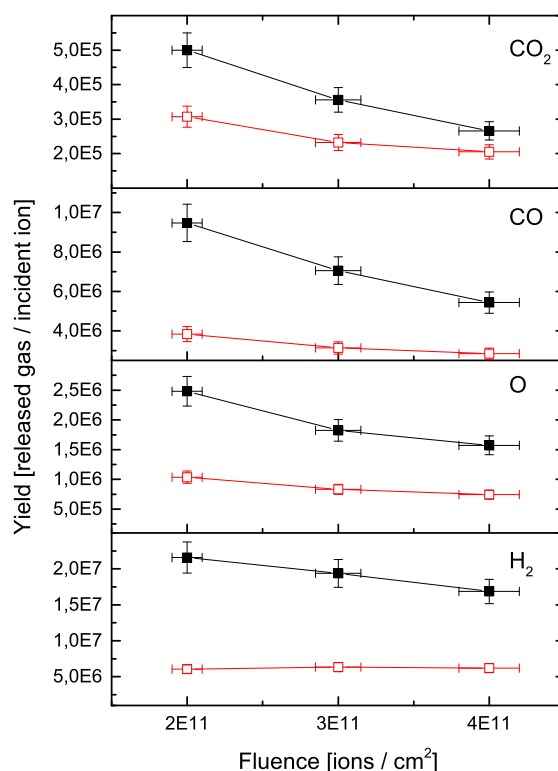 CO2
5,0E5
4,0E5
3,0E5
2,0E5
CO
1,0E7
8,0E6
6,0E6
4,0E6
O
2,5E6
2,0E6
1,5E6
1,0E6
5,0E5
H2
2,0E7
1,5E7
1,0E7
5,0E6
Yield [released gas / incident ion]
2E11 3E11 4E11
Fluence [ions / cm2]